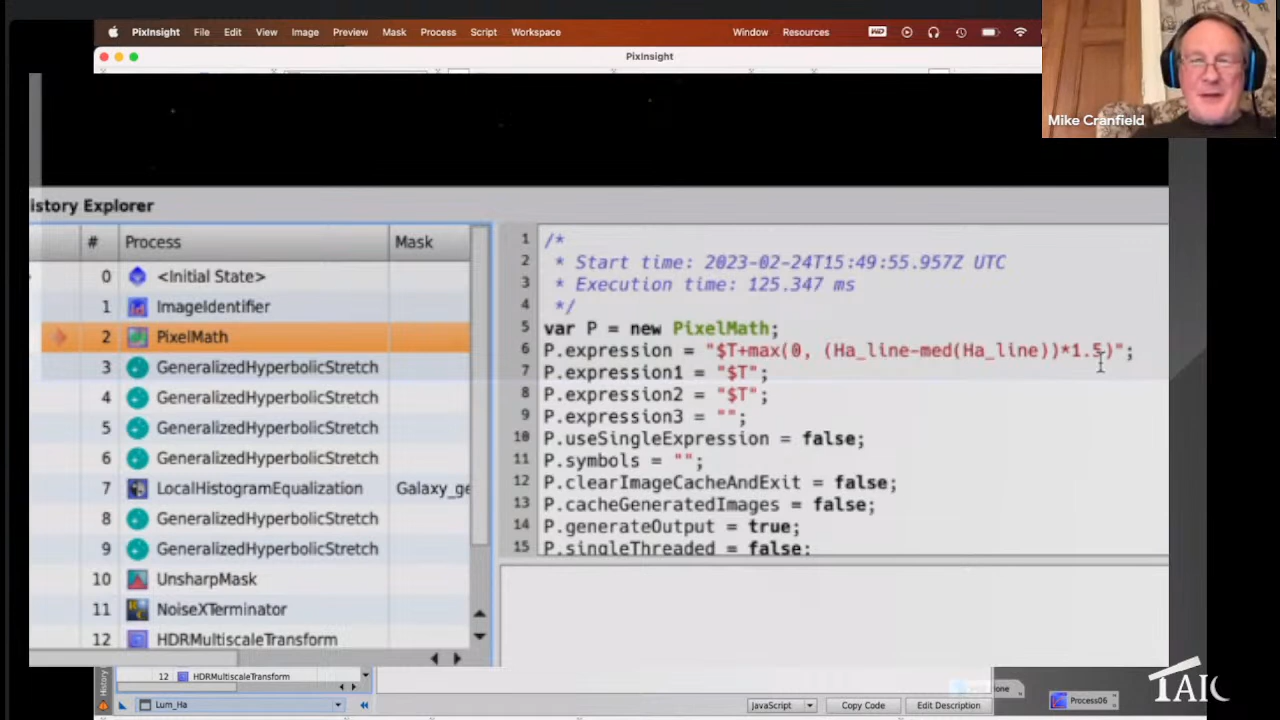 PixInsight File Edit View Image Preview Mask Process Script Workspace Window Resources
PixInsight
Mike Cranfield
istory Explorer
# Process Mask
0 <Initial State>
1 ImageIdentifier
2 PixelMath
3 GeneralizedHyperbolicStretch
4 GeneralizedHyperbolicStretch
5 GeneralizedHyperbolicStretch
6 GeneralizedHyperbolicStretch
7 LocalHistogramEqualization Galaxy_ge
8 GeneralizedHyperbolicStretch
9 GeneralizedHyperbolicStretch
10 UnsharpMask
11 NoiseXTerminator
12 HDRMultiscaleTransform
1 /*
2 * Start time: 2023-02-24T15:49:55.957Z UTC
3 * Execution time: 125.347 ms
4 */
5 var P = new PixelMath;
6 P.expression = "$T+max(0, (Ha_line-med(Ha_line))*1.5)";
7 P.expression1 = "$T";
8 P.expression2 = "$T";
9 P.expression3 = "";
10 P.useSingleExpression = false;
11 P.symbols = "";
12 P.clearImageCacheAndExit = false;
13 P.cacheGeneratedImages = false;
14 P.generateOutput = true;
15 P.singleThreaded = false;
12 HDRMultiscaleTransform
History
Lum_Ha
JavaScript Copy Code Edit Description
Process06
TAIC